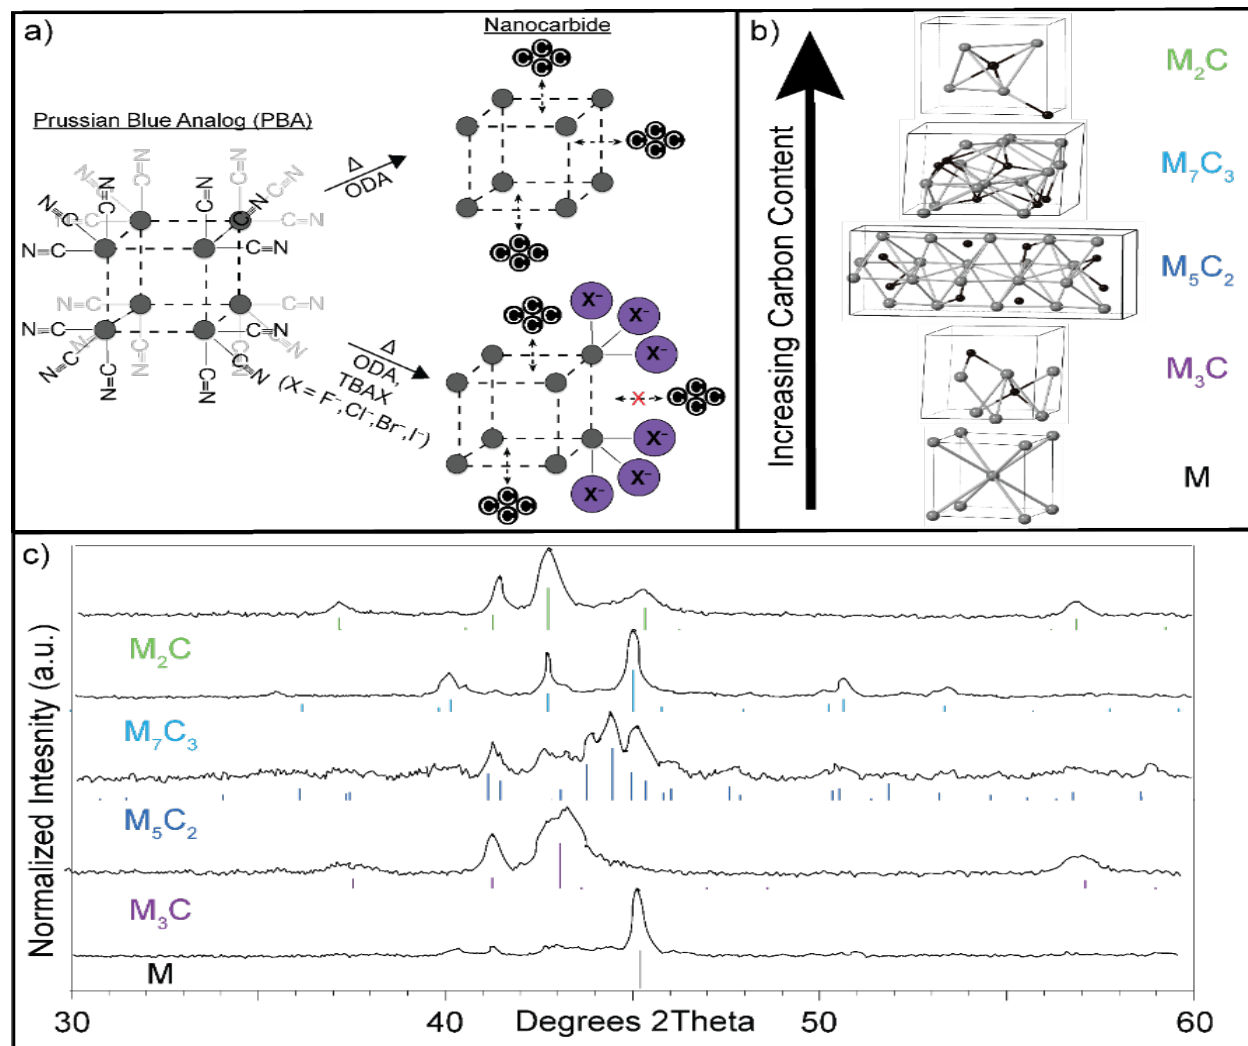 a)
Nanocarbide
Prussian Blue Analog (PBA)
Δ
ODA
Δ
ODA,
TBAX
(X = F⁻,Cl⁻,Br⁻,I⁻)
N≡C
N≡C
N≡C
N≡C
C≡N
C≡N
C≡N
C≡N
C
C
C
C
X⁻
X⁻
X⁻
X⁻
X⁻
X⁻
b)
Increasing Carbon Content
M₂C
M₇C₃
M₅C₂
M₃C
M
c)
Normalized Intesnity (a.u.)
M₂C
M₇C₃
M₅C₂
M₃C
M
30
40
50
60
Degrees 2Theta